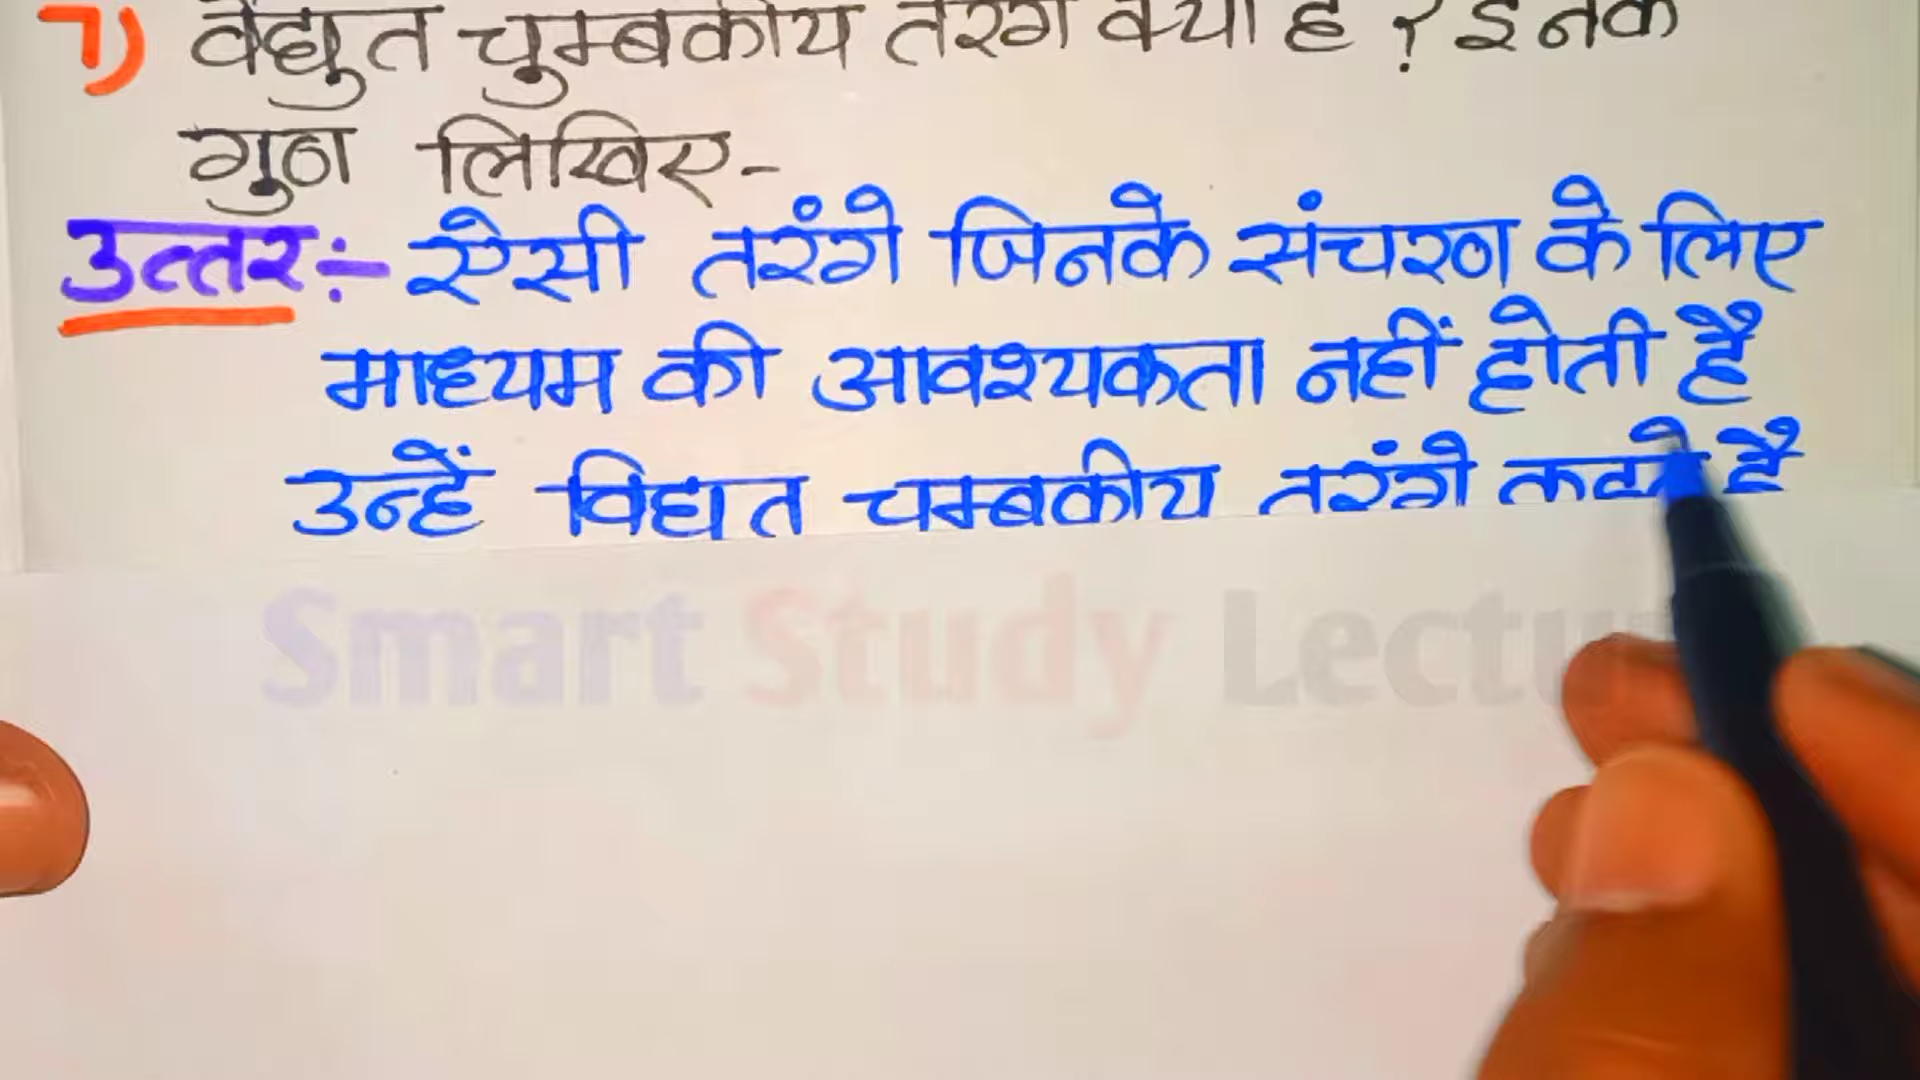 7) वैद्युत चुम्बकीय तरंग क्या है ? इनके
गुण लिखिए-
उत्तर:- ऐसी तरंगे जिनके संचरण के लिए
माध्यम की आवश्यकता नहीं होती है
उन्हें विद्युत चुम्बकीय तरंगे कहते है
Smart Study